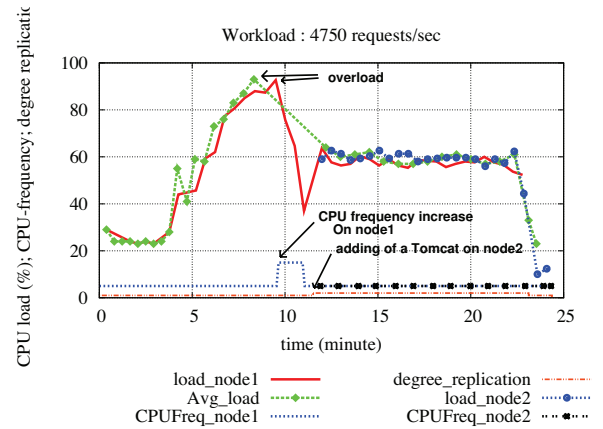 Workload : 4750 requests/sec
CPU load (%); CPU-frequency; degree replicatio
100
80
60
40
20
0
overload
CPU frequency increase
On node1
adding of a Tomcat on node2
0 5 10 15 20 25
time (minute)
load_node1 degree_replication
Avg_load load_node2
CPUFreq_node1 CPUFreq_node2